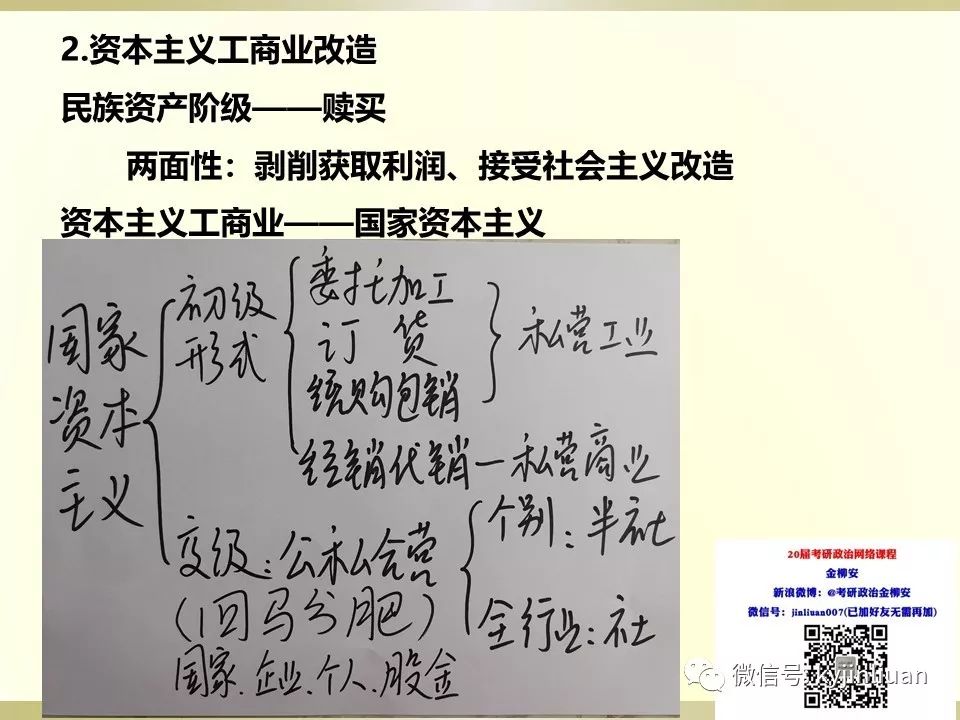 2.资本主义工商业改造
民族资产阶级——赎买
两面性：剥削获取利润、接受社会主义改造
资本主义工商业——国家资本主义
国家
资本
主义
初级
形式
委托加工
订货
统购包销
私营工业
经销代销—私营商业
高级：公私合营
(四马分肥)
国家、企业、个人、股金
个别：半社
全行业：社
20届考研政治网络课程
金柳安
新浪微博：@考研政治金柳安
微信号：jinliuan007(已加好友无需再加)
微信号: kyjinliuan